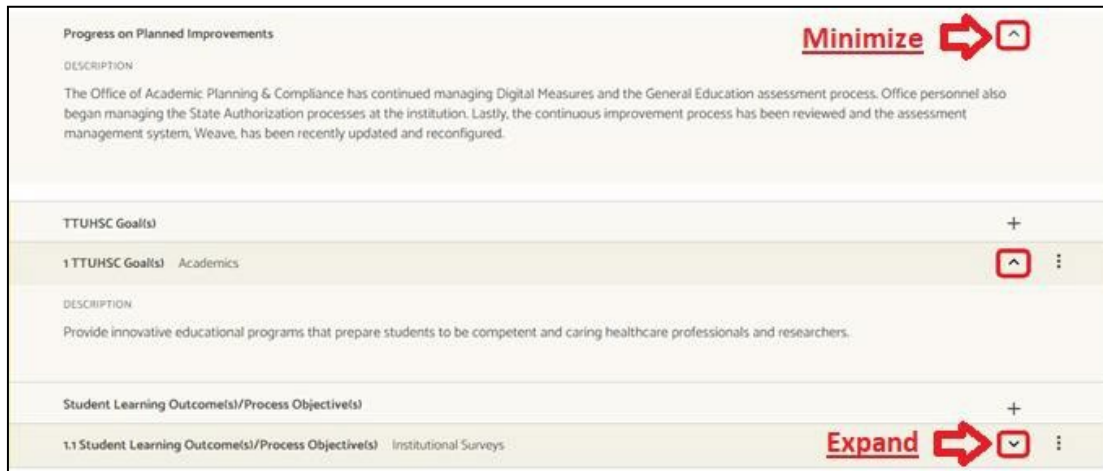 Progress on Planned Improvements
Minimize
DESCRIPTION
The Office of Academic Planning & Compliance has continued managing Digital Measures and the General Education assessment process. Office personnel also
began managing the State Authorization processes at the institution. Lastly, the continuous improvement process has been reviewed and the assessment
management system, Weave, has been recently updated and reconfigured.
TTUHSC Goal(s)
1 TTUHSC Goal(s) Academics
DESCRIPTION
Provide innovative educational programs that prepare students to be competent and caring healthcare professionals and researchers.
Student Learning Outcome(s)/Process Objective(s)
1.1 Student Learning Outcome(s)/Process Objective(s) Institutional Surveys
Expand